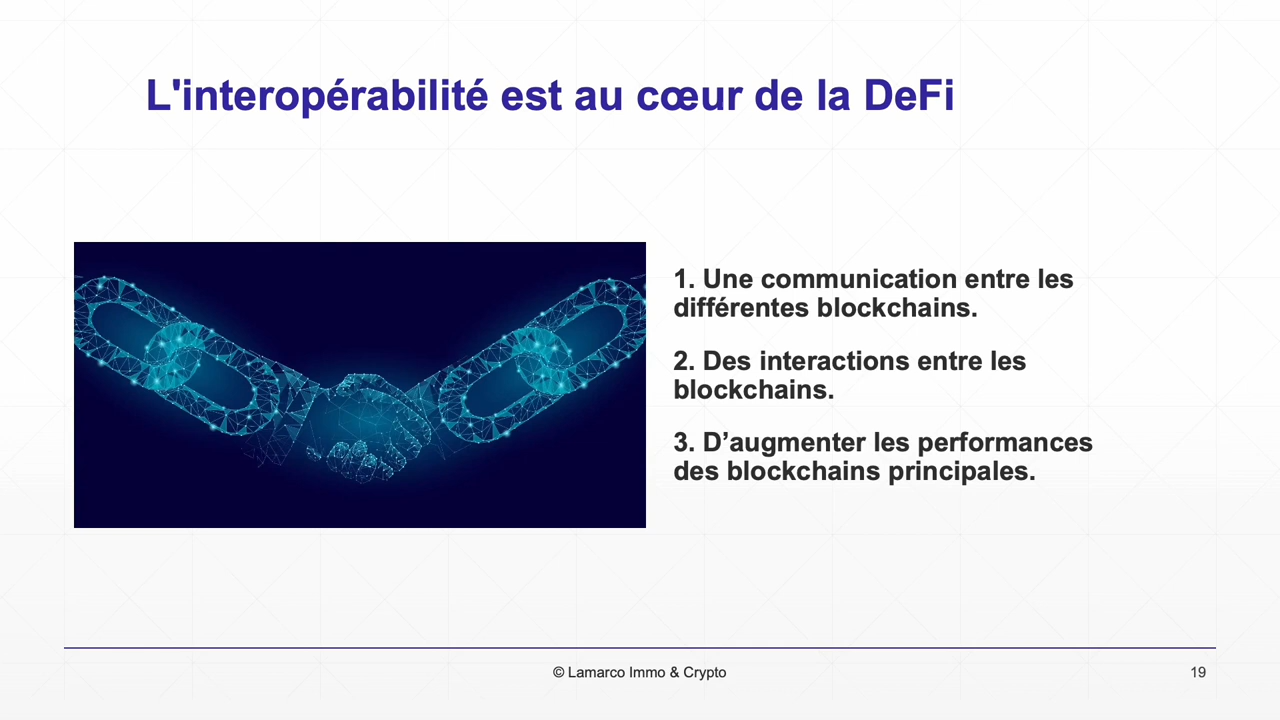 L'interopérabilité est au cœur de la DeFi
1. Une communication entre les
différentes blockchains.
2. Des interactions entre les
blockchains.
3. D’augmenter les performances
des blockchains principales.
© Lamarco Immo & Crypto
19